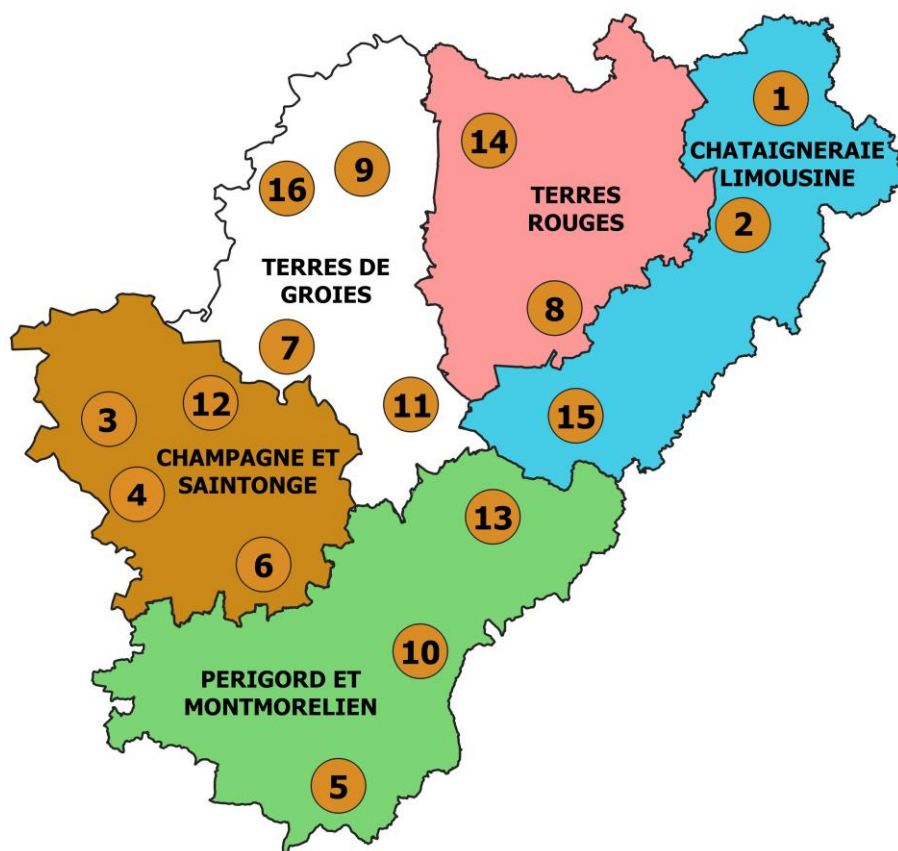 1
CHATAIGNERAIE
LIMOUSINE
14
9
16
TERRES
ROUGES
2
TERRES DE
GROIES
8
7
12
3
11
15
CHAMPAGNE ET
SAINTONGE
4
13
6
10
PERIGORD ET
MONTMORELIEN
5